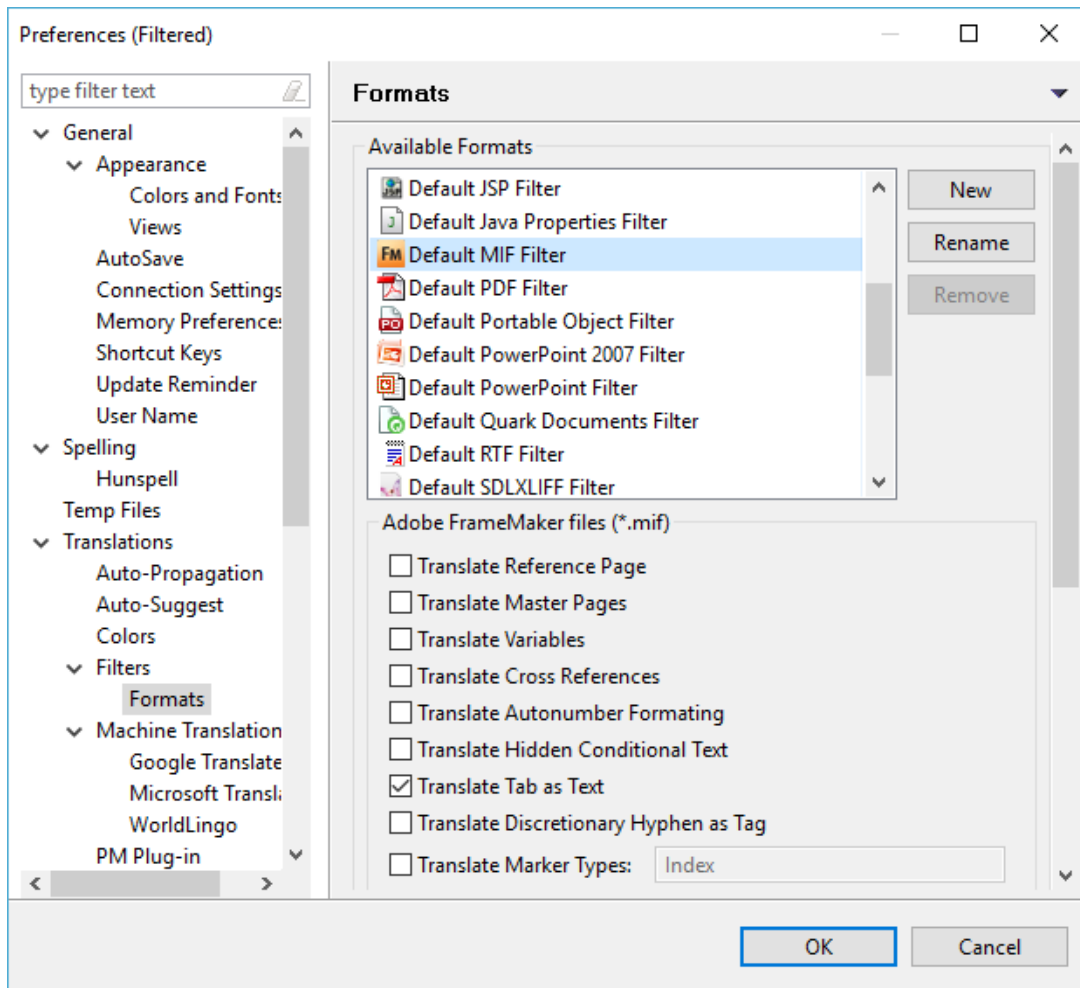 Preferences (Filtered)
type filter text
General
Appearance
Colors and Fonts
Views
AutoSave
Connection Settings
Memory Preferences
Shortcut Keys
Update Reminder
User Name
Spelling
Hunspell
Temp Files
Translations
Auto-Propagation
Auto-Suggest
Colors
Filters
Formats
Machine Translation
Google Translate
Microsoft Transl
WorldLingo
PM Plug-in
Formats
Available Formats
Default JSP Filter
Default Java Properties Filter
Default MIF Filter
Default PDF Filter
Default Portable Object Filter
Default PowerPoint 2007 Filter
Default PowerPoint Filter
Default Quark Documents Filter
Default RTF Filter
Default SDLXLIFF Filter
New
Rename
Remove
Adobe FrameMaker files (*.mif)
Translate Reference Page
Translate Master Pages
Translate Variables
Translate Cross References
Translate Autonumber Formating
Translate Hidden Conditional Text
Translate Tab as Text
Translate Discretionary Hyphen as Tag
Translate Marker Types: Index
OK
Cancel